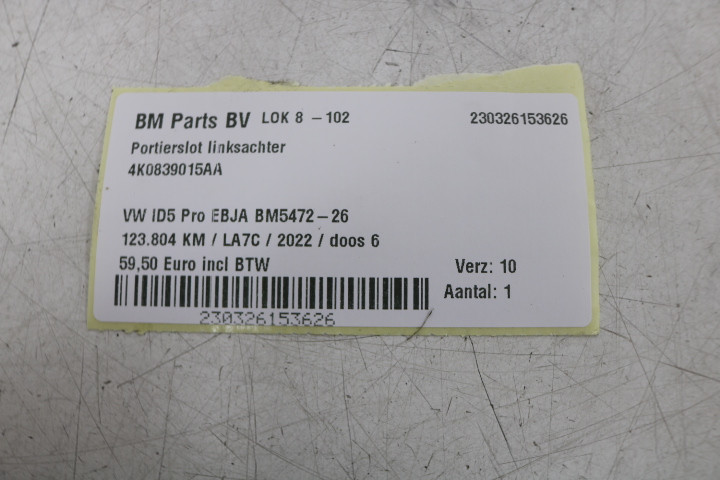 BM Parts BV LOK 8 - 102 230326153626
Portierslot linksachter
4K0839015AA
VW ID5 Pro EBJA BM5472-26
123.804 KM / LA7C / 2022 / doos 6
59,50 Euro incl BTW Verz: 10
Aantal: 1
230326153626